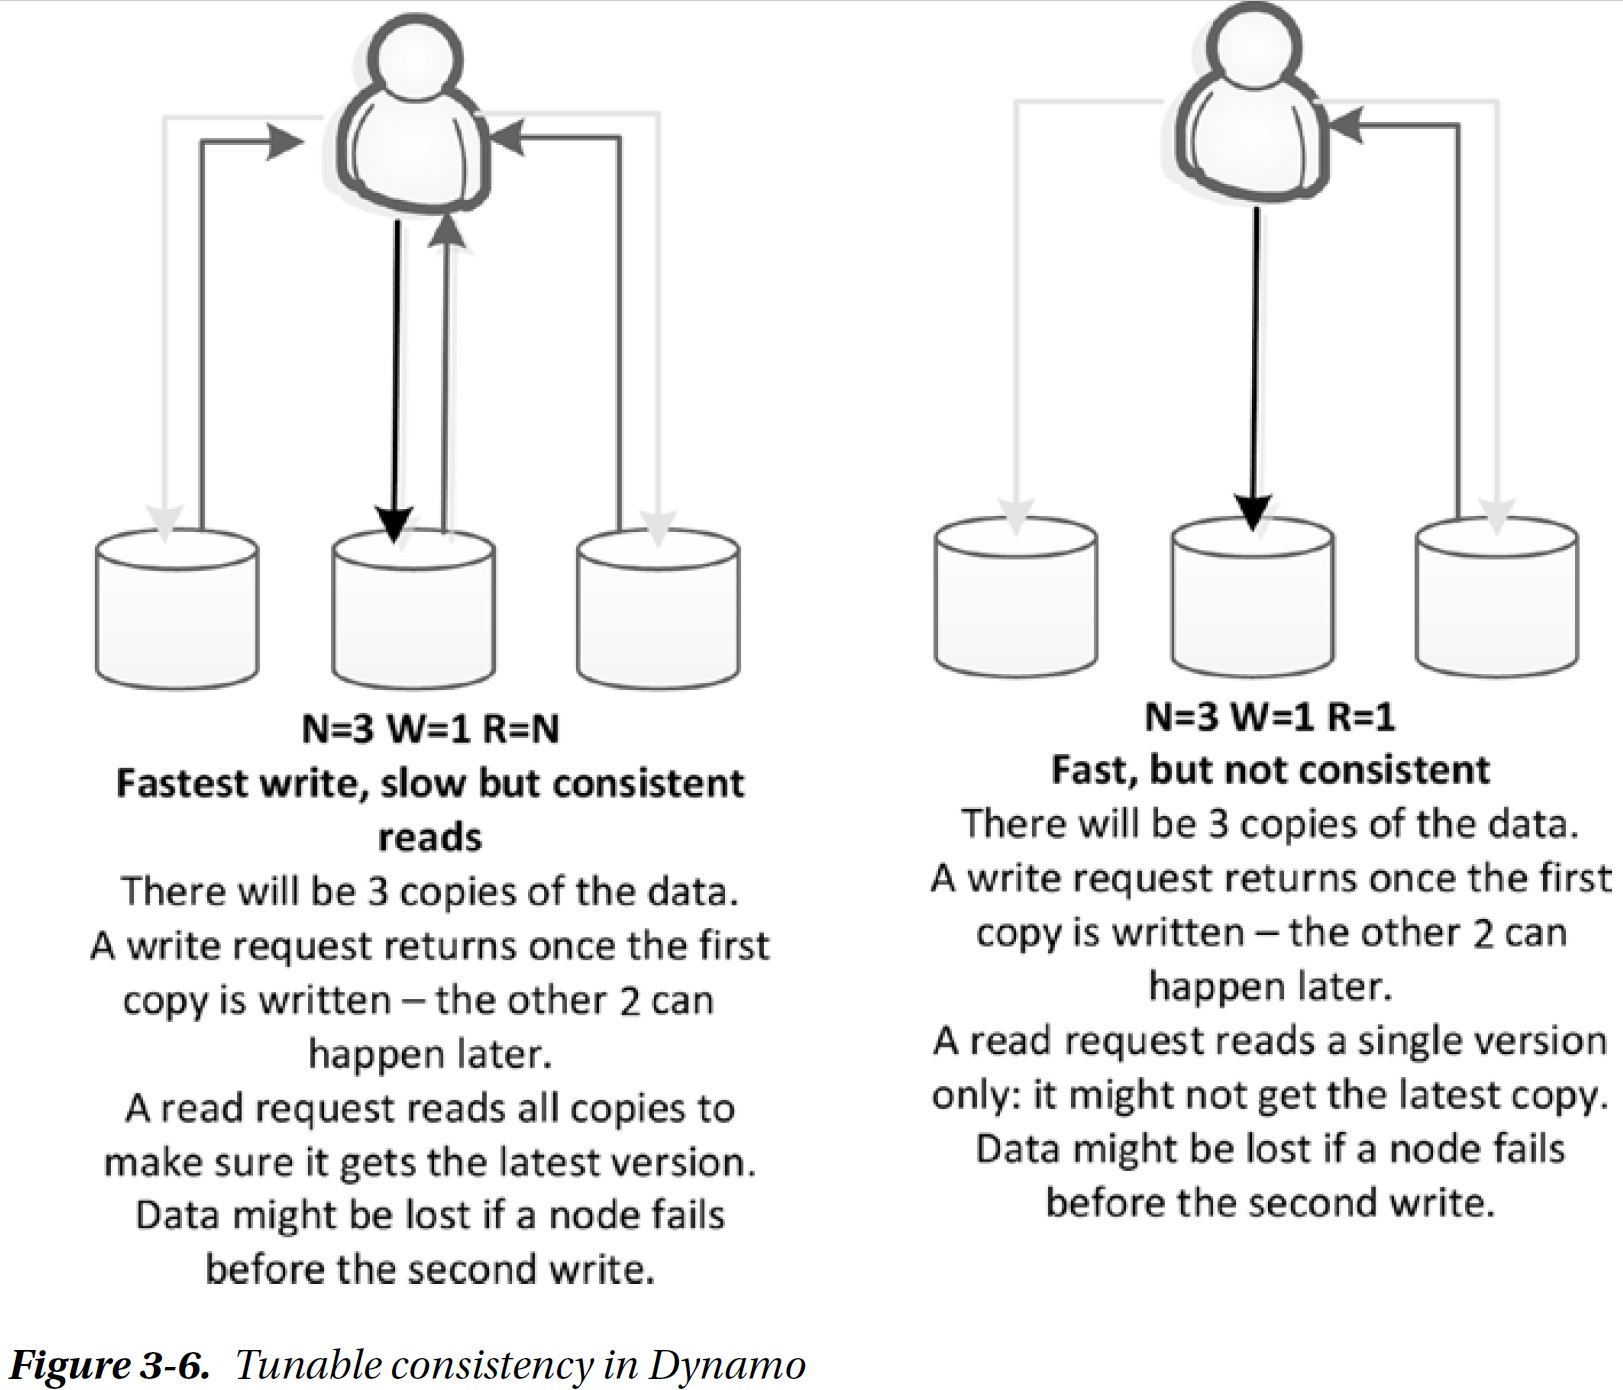 N=3 W=1 R=N
Fastest write, slow but consistent
reads
There will be 3 copies of the data.
A write request returns once the first
copy is written – the other 2 can
happen later.
A read request reads all copies to
make sure it gets the latest version.
Data might be lost if a node fails
before the second write.
N=3 W=1 R=1
Fast, but not consistent
There will be 3 copies of the data.
A write request returns once the first
copy is written – the other 2 can
happen later.
A read request reads a single version
only: it might not get the latest copy.
Data might be lost if a node fails
before the second write.
Figure 3-6. Tunable consistency in Dynamo